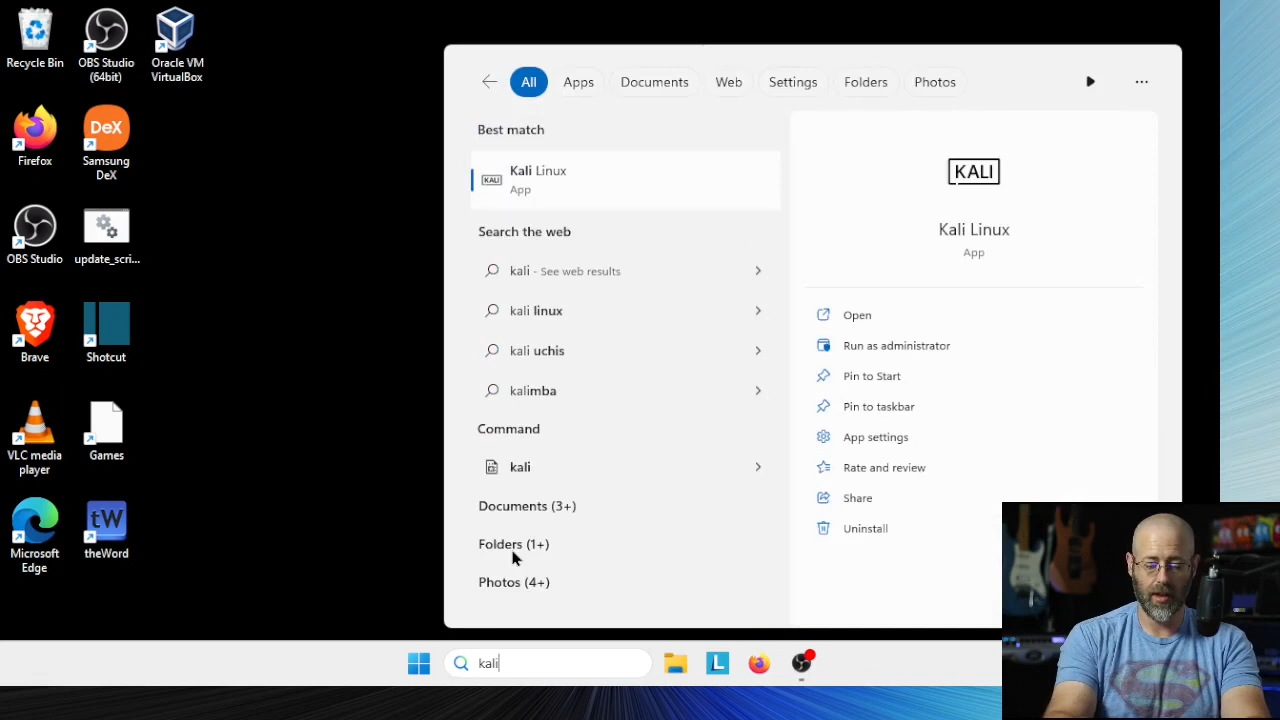 Recycle Bin
OBS Studio
(64bit)
Oracle VM
VirtualBox
Firefox
DeX
Samsung
DeX
OBS Studio
update_scri...
Brave
Shotcut
VLC media
player
Games
Microsoft
Edge
tW
theWord
All
Apps
Documents
Web
Settings
Folders
Photos
Best match
KALI
Kali Linux
App
Search the web
kali - See web results
kali linux
kali uchis
kalimba
Command
kali
Documents (3+)
Folders (1+)
Photos (4+)
KALI
Kali Linux
App
Open
Run as administrator
Pin to Start
Pin to taskbar
App settings
Rate and review
Share
Uninstall
kali
L